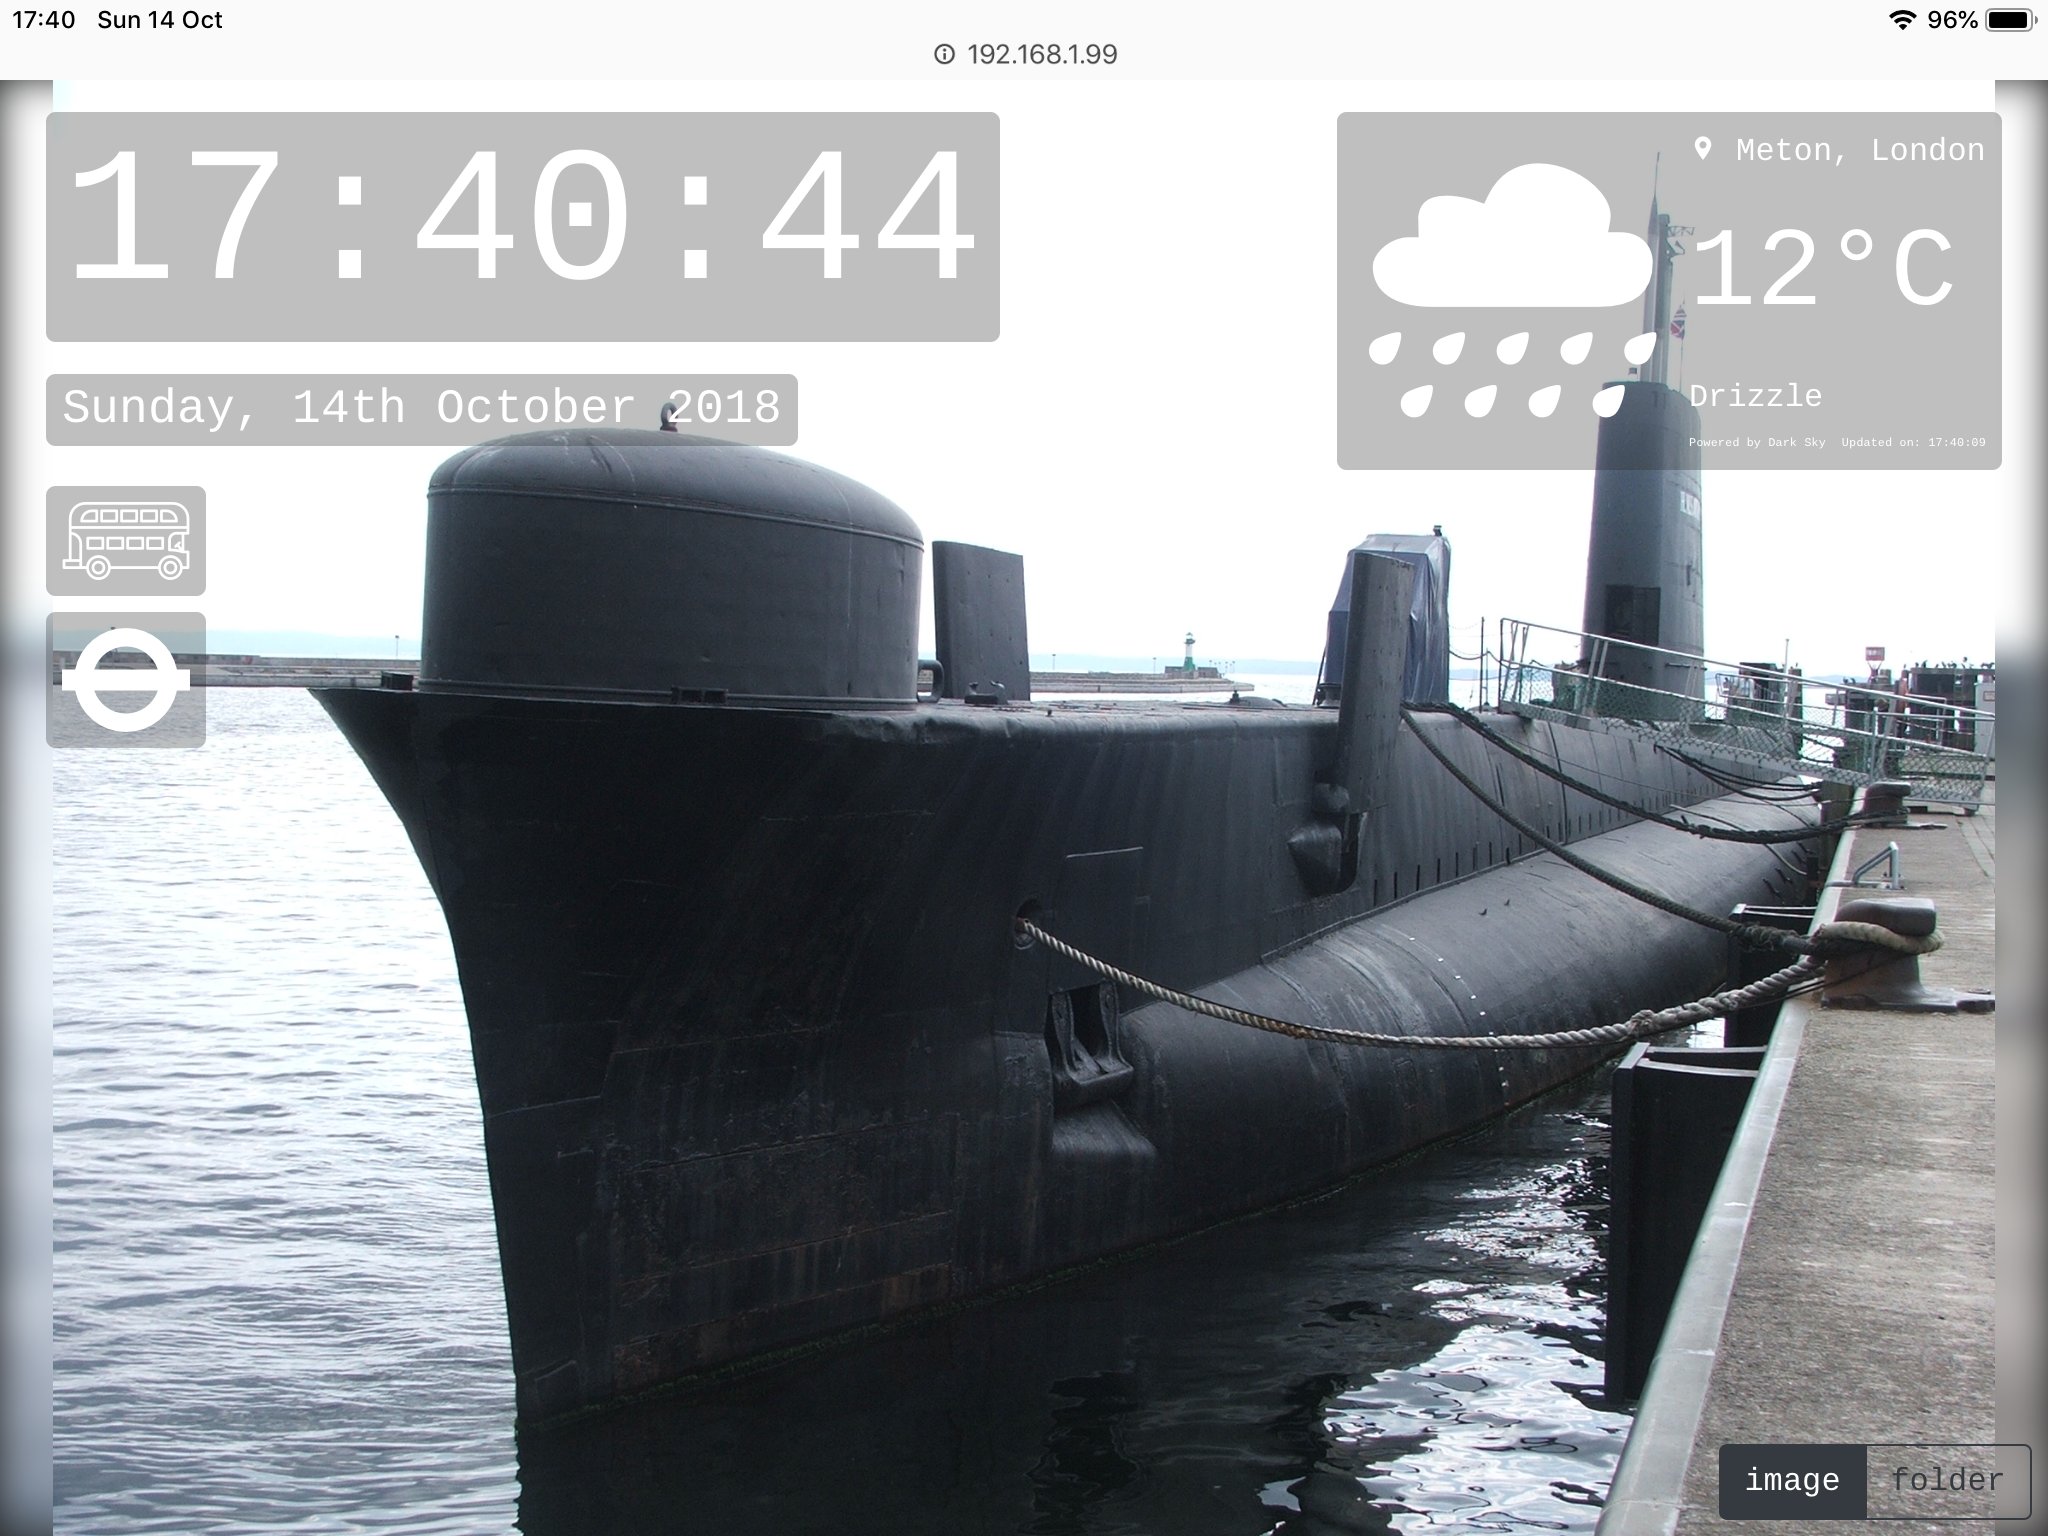 17:40 Sun 14 Oct
96%
192.168.1.99
17:40:44
Meton, London
12°C
Sunday, 14th October 2018
Drizzle
Powered by Dark Sky Updated on: 17:40:09
image folder